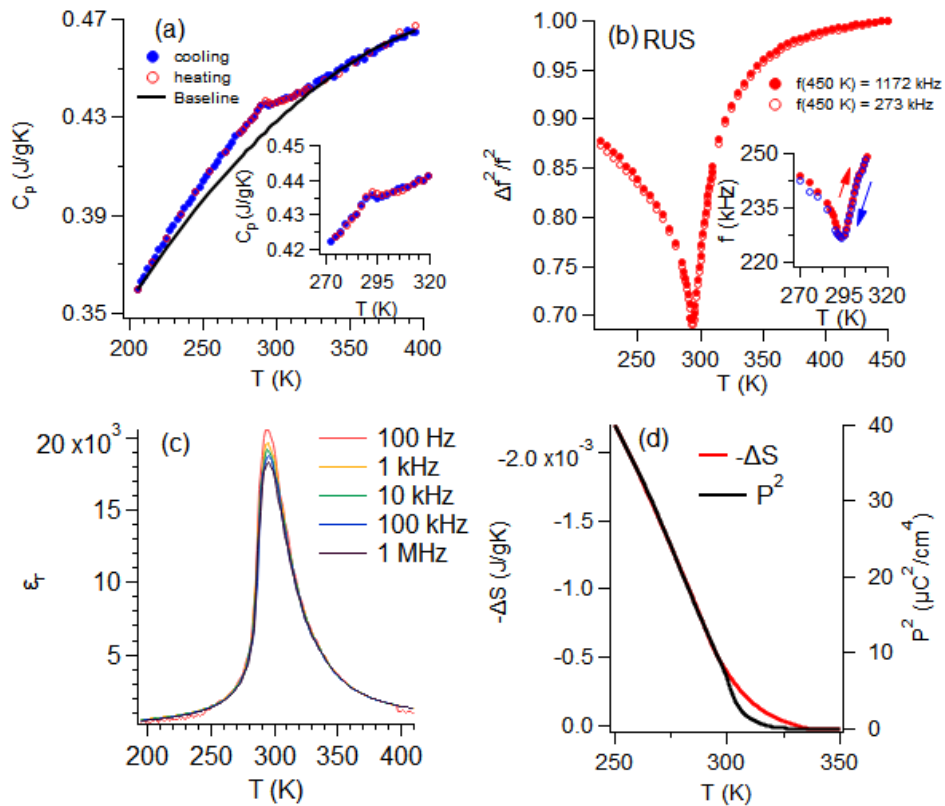 (a)
cooling
heating
Baseline
0.47
0.43
0.39
0.35
Cp (J/gK)
200 250 300 350 400
T (K)
0.45
0.44
0.43
0.42
Cp (J/gK)
270 295 320
T (K)
(b) RUS
f(450 K) = 1172 kHz
f(450 K) = 273 kHz
1.00
0.95
0.90
0.85
0.80
0.75
0.70
Δf²/f²
250 300 350 400 450
T (K)
250
235
220
f (kHz)
270 295 320
T (K)
(c)
100 Hz
1 kHz
10 kHz
100 kHz
1 MHz
20 x10³
15
10
5
εr
200 250 300 350 400
T (K)
(d)
-ΔS
P²
-2.0 x10⁻³
-1.5
-1.0
-0.5
0.0
-ΔS (J/gK)
40
30
20
10
0
P² (μC²/cm⁴)
250 300 350
T (K)